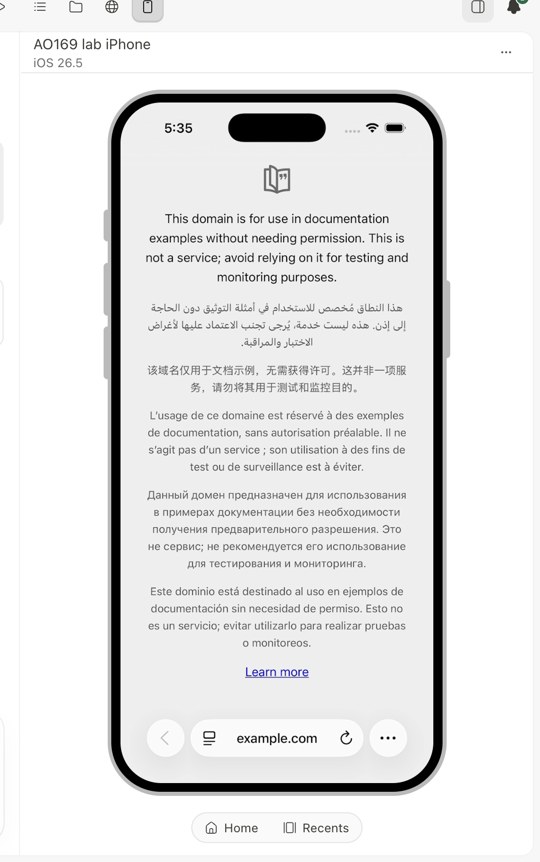 AO169 lab iPhone
iOS 26.5
5:35
This domain is for use in documentation
examples without needing permission. This is
not a service; avoid relying on it for testing and
monitoring purposes.
هذا النطاق مُخصص للاستخدام في أمثلة التوثيق دون الحاجة
إلى إذن. هذه ليست خدمة، يُرجى تجنب الاعتماد عليها لأغراض
الاختبار والمراقبة.
该域名仅用于文档示例，无需获得许可。这并非一项服
务，请勿将其用于测试和监控目的。
L’usage de ce domaine est réservé à des exemples
de documentation, sans autorisation préalable. Il ne
s’agit pas d’un service ; son utilisation à des fins de
test ou de surveillance est à éviter.
Данный домен предназначен для использования
в примерах документации без необходимости
получения предварительного разрешения. Это
не сервис; не рекомендуется его использование
для тестирования и мониторинга.
Este dominio está destinado al uso en ejemplos de
documentación sin necesidad de permiso. Esto no
es un servicio; evitar utilizarlo para realizar pruebas
o monitoreos.
Learn more
example.com
Home Recents